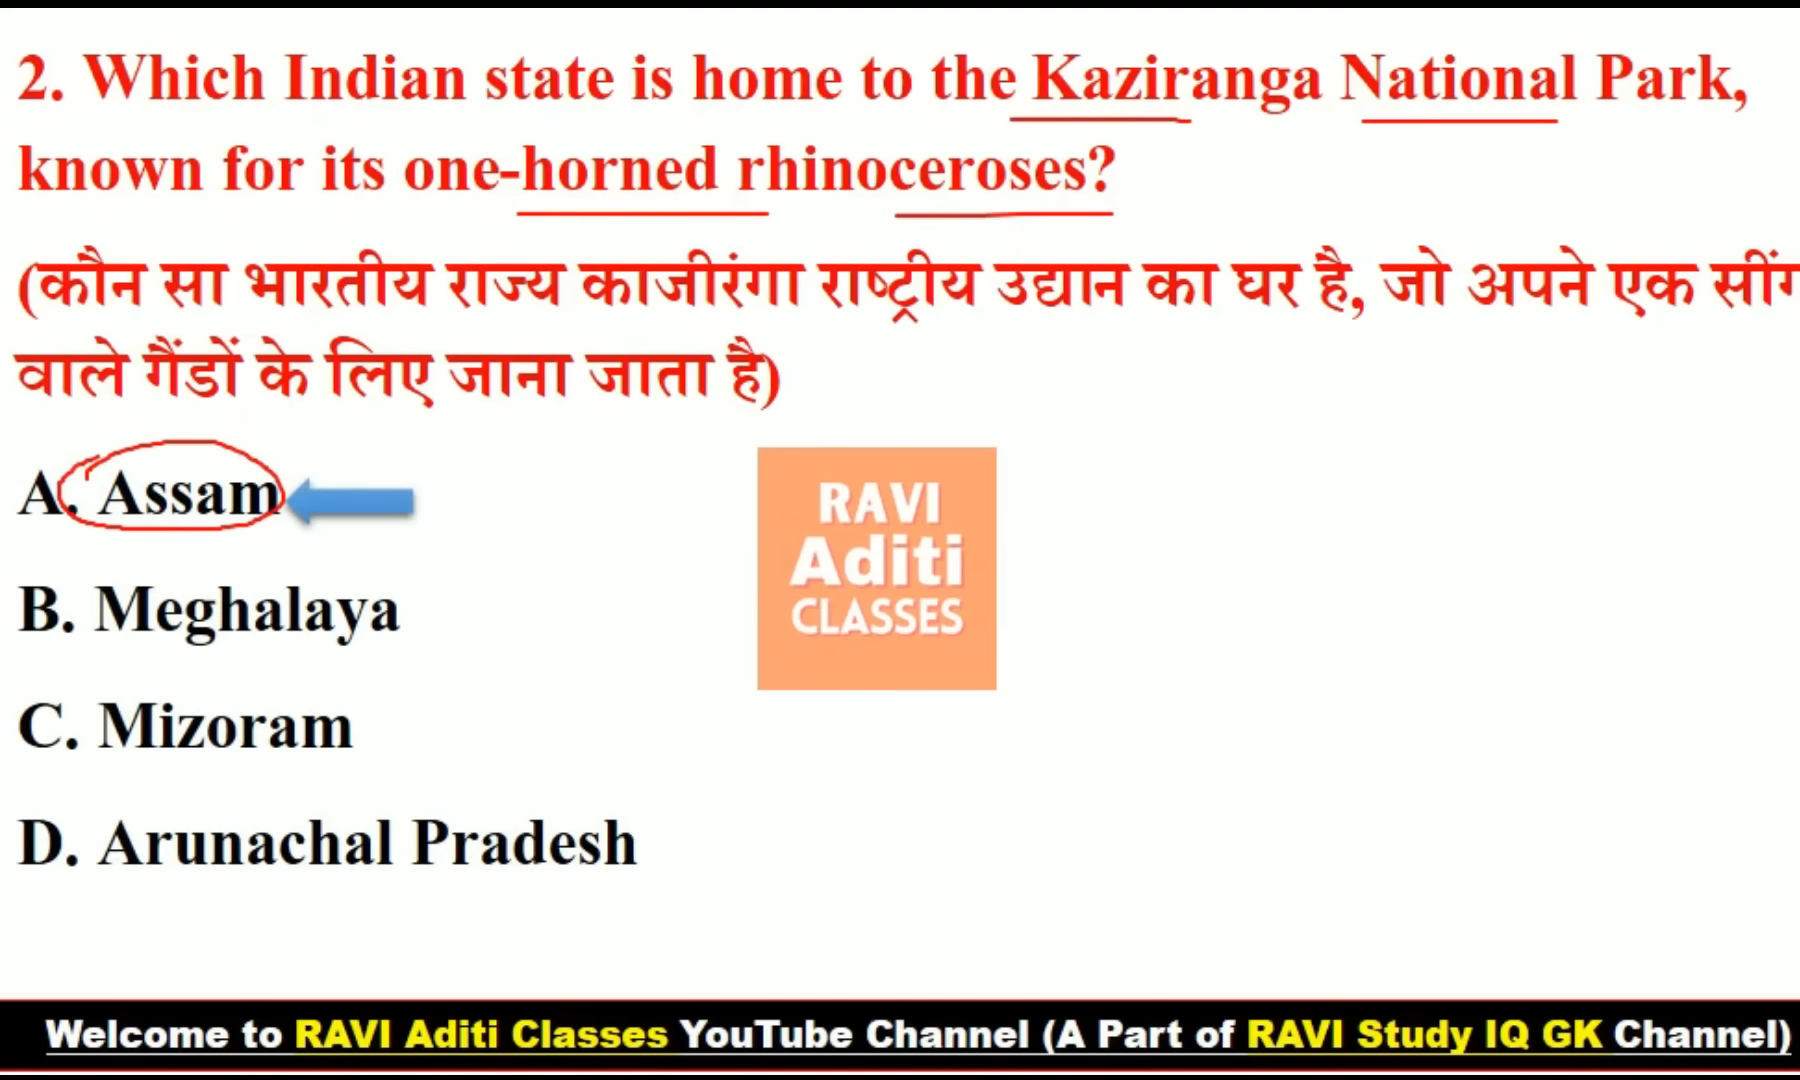 2. Which Indian state is home to the Kaziranga National Park,
known for its one-horned rhinoceroses?
(कौन सा भारतीय राज्य काजीरंगा राष्ट्रीय उद्यान का घर है, जो अपने एक सींग
वाले गैंडों के लिए जाना जाता है)
A. Assam
B. Meghalaya
C. Mizoram
D. Arunachal Pradesh
RAVI
Aditi
CLASSES
Welcome to RAVI Aditi Classes YouTube Channel (A Part of RAVI Study IQ GK Channel)